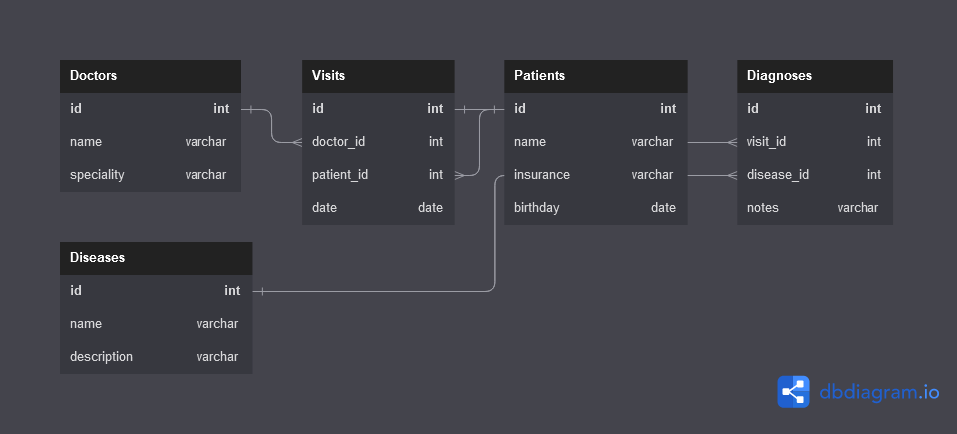 Doctors
id int
name varchar
speciality varchar
Visits
id int
doctor_id int
patient_id int
date date
Patients
id int
name varchar
insurance varchar
birthday date
Diagnoses
id int
visit_id int
disease_id int
notes varchar
Diseases
id int
name varchar
description varchar
dbdiagram.io